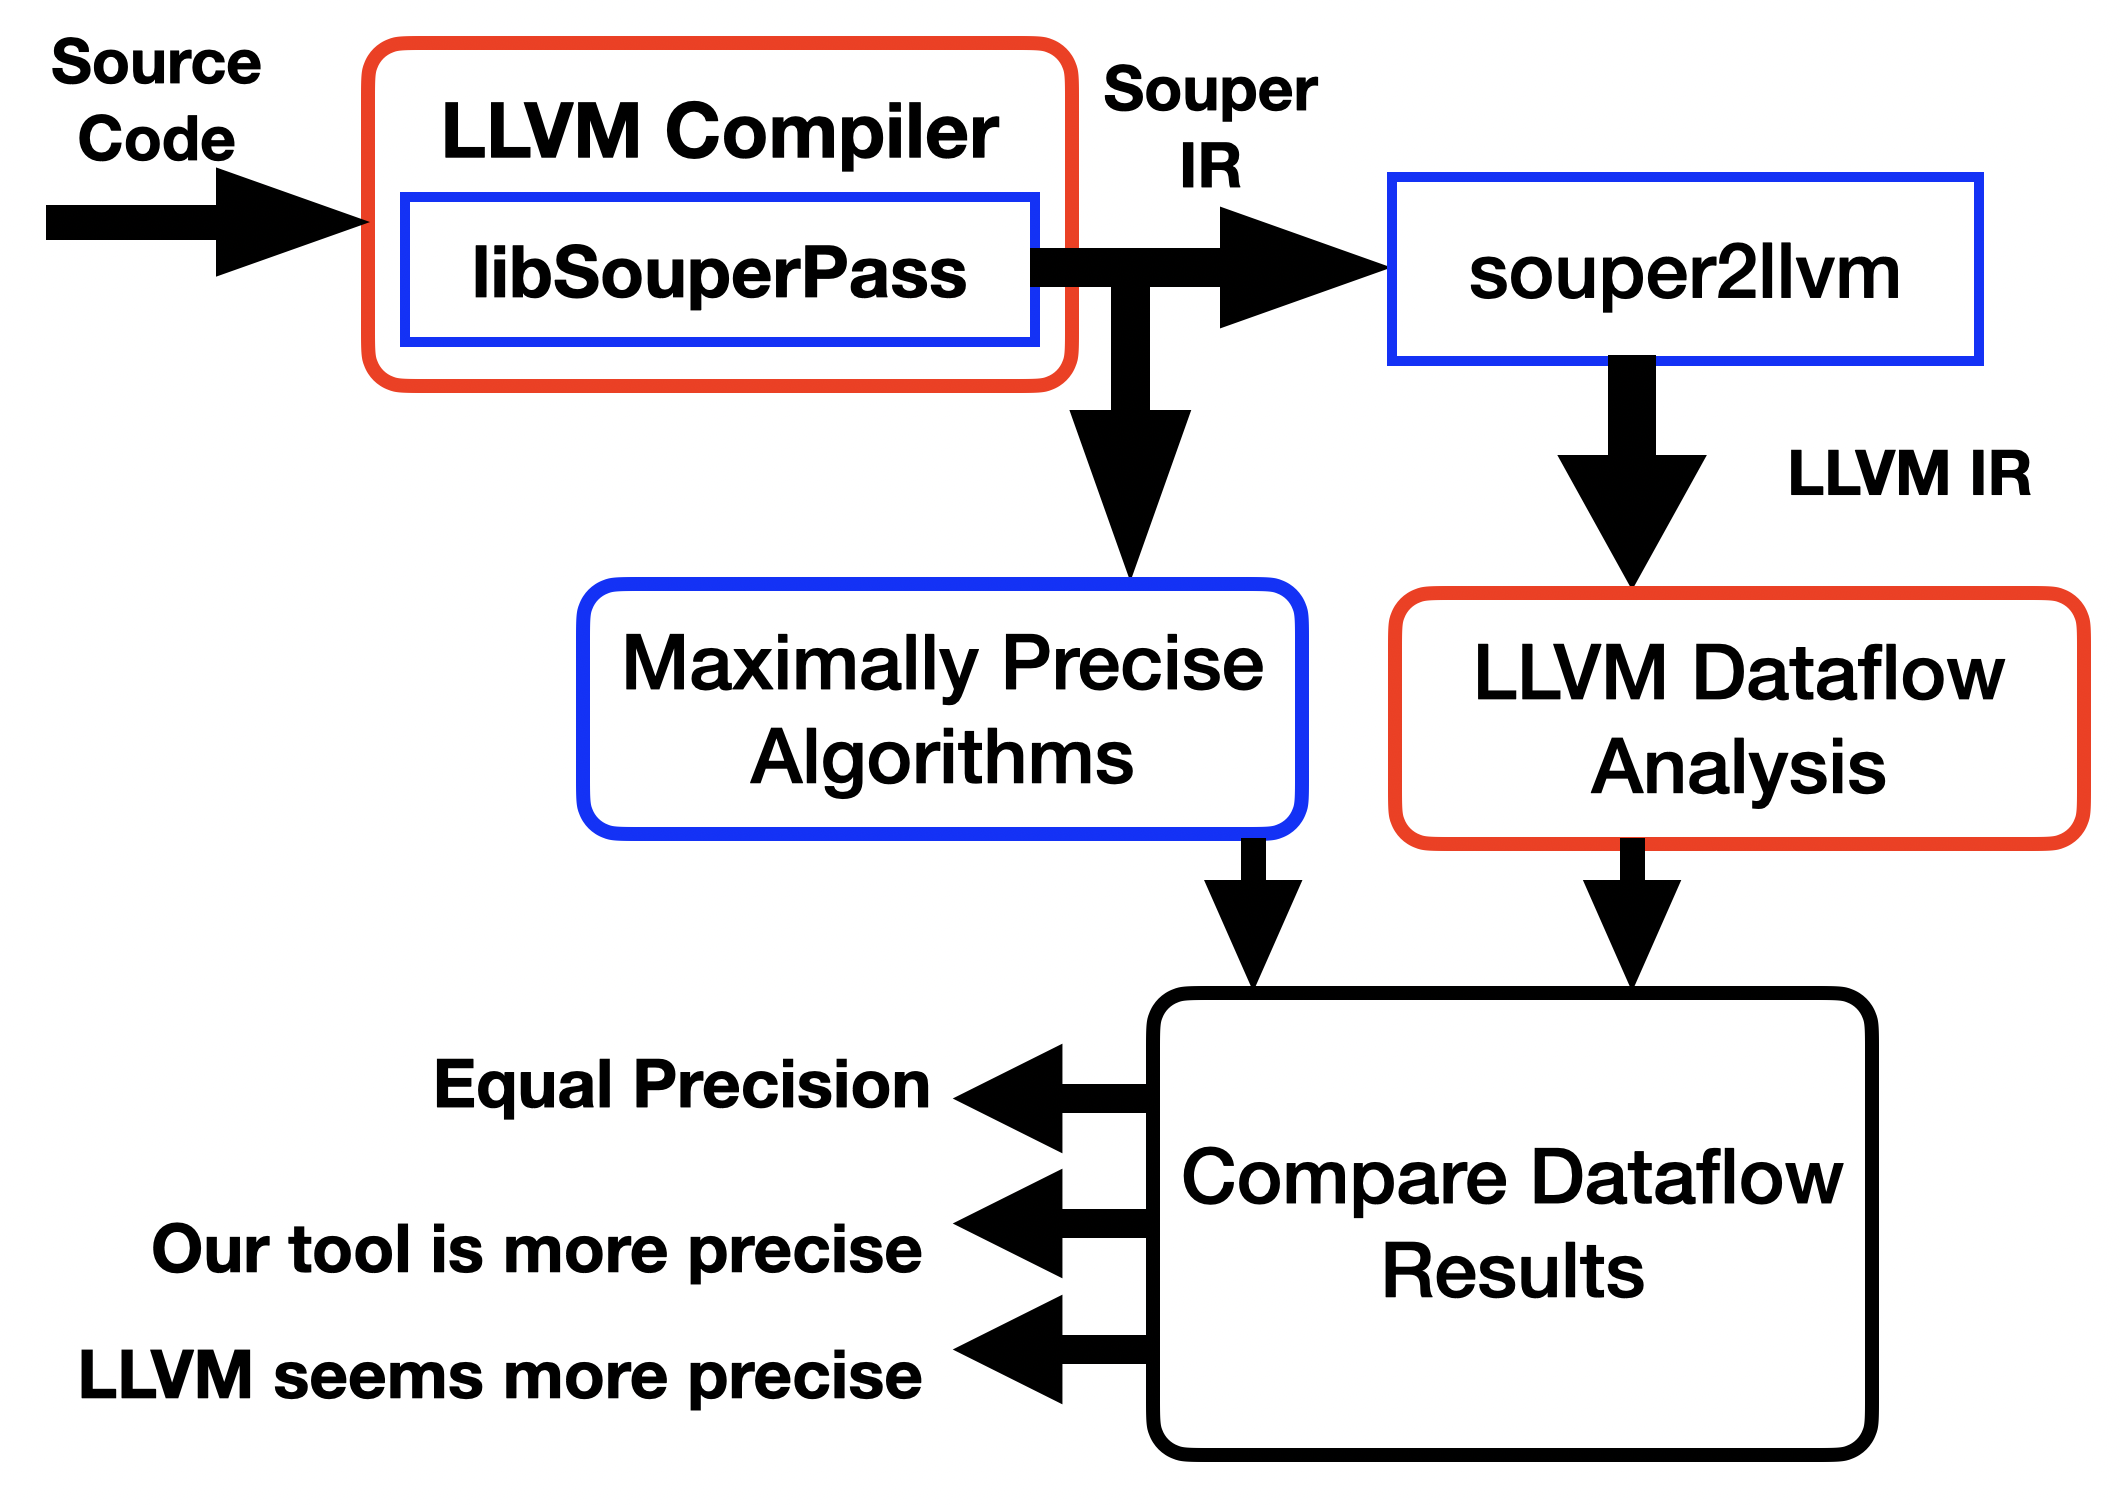 Source
Code
LLVM Compiler
libSouperPass
Souper
IR
souper2llvm
LLVM IR
Maximally Precise
Algorithms
LLVM Dataflow
Analysis
Compare Dataflow
Results
Equal Precision
Our tool is more precise
LLVM seems more precise